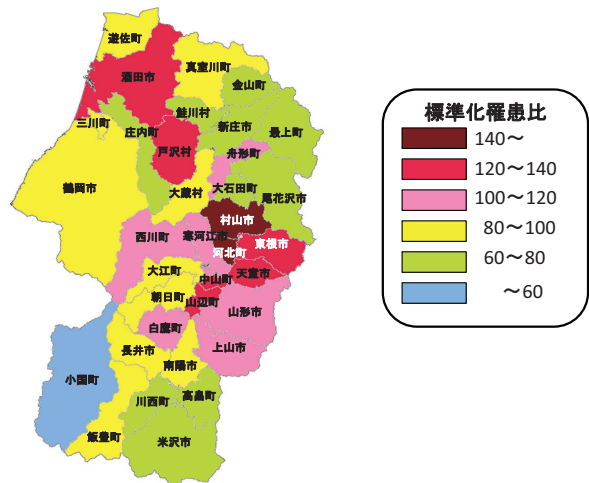 遊佐町
酒田市
真室川町
金山町
鮭川村
三川町
庄内町
新庄市
最上町
戸沢村
舟形町
鶴岡市
大蔵村
大石田町
尾花沢市
村山市
西川町
寒河江市
東根市
河北町
大江町
中山町
天童市
朝日町
山辺町
山形市
白鷹町
上山市
長井市
南陽市
小国町
川西町
高畠町
飯豊町
米沢市
標準化罹患比
140～
120～140
100～120
80～100
60～80
～60